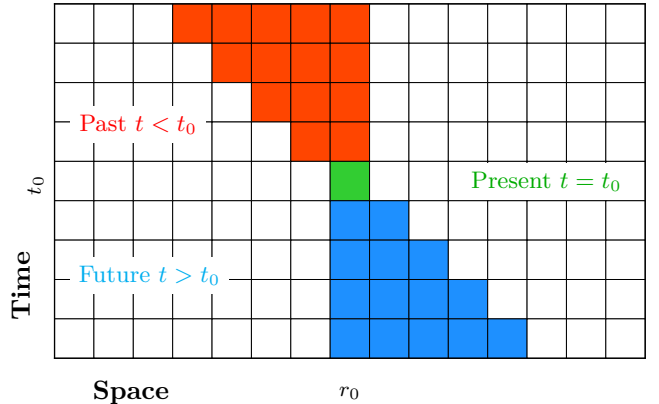 Past t < t₀
t₀
Present t = t₀
Future t > t₀
Time
Space
r₀